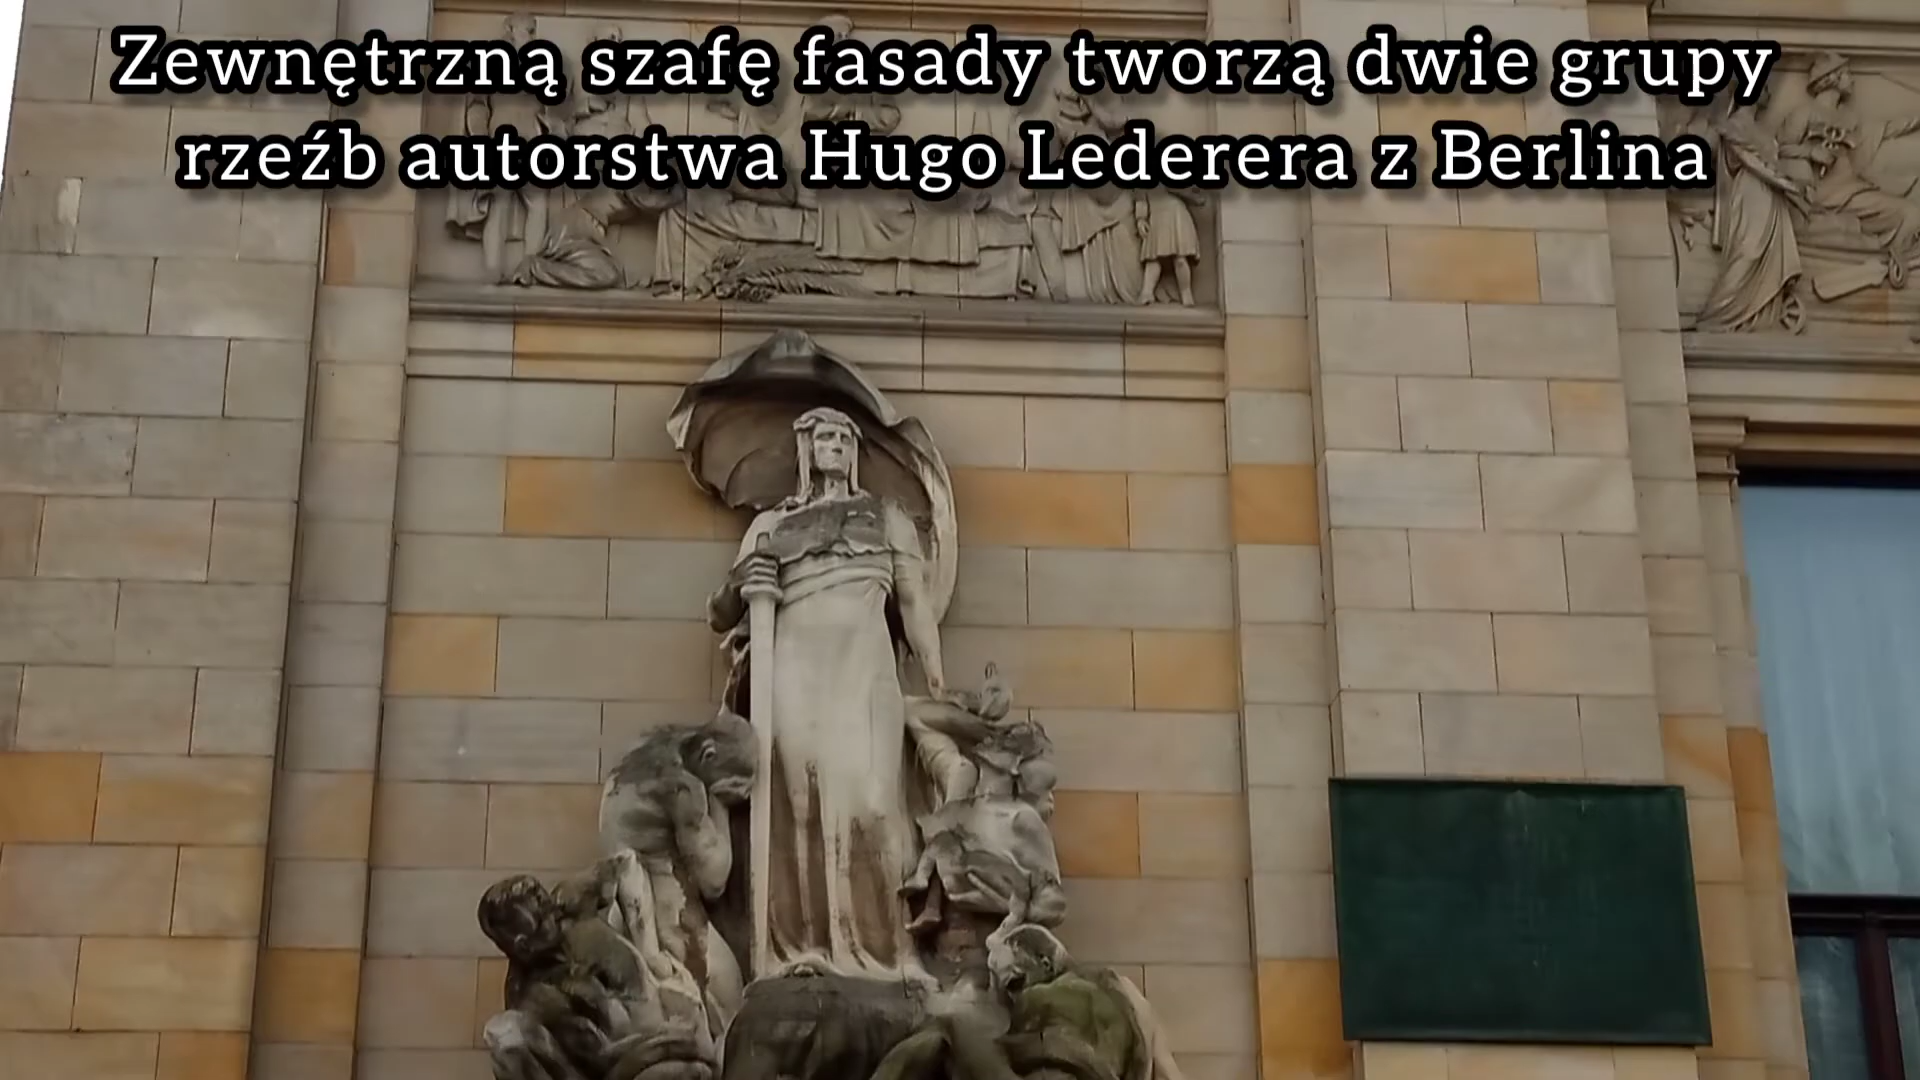 Zewnętrzną szafę fasady tworzą dwie grupy
rzeźb autorstwa Hugo Lederera z Berlina